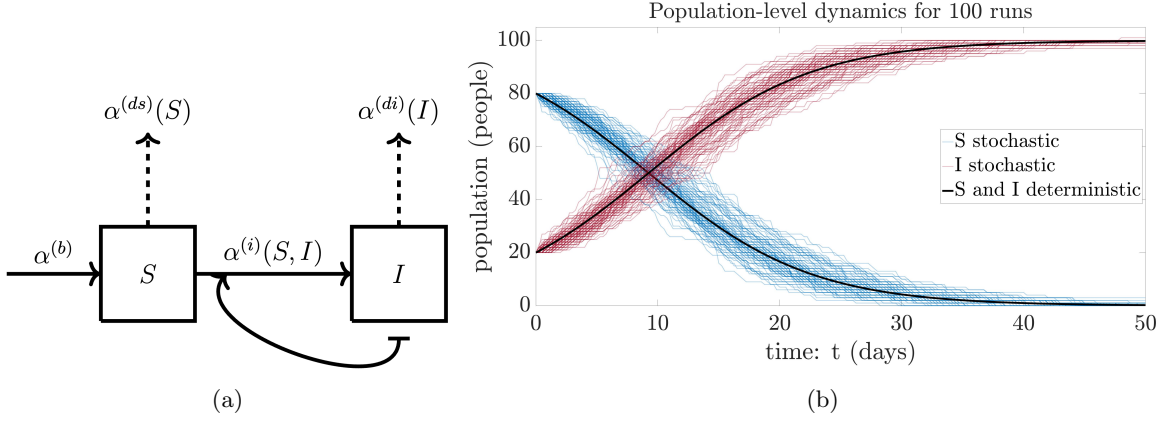 α^(ds)(S)
α^(di)(I)
α^(b)
S
α^(i)(S, I)
I
(a)
Population-level dynamics for 100 runs
population (people)
100
80
60
40
20
0
S stochastic
I stochastic
S and I deterministic
0 10 20 30 40 50
time: t (days)
(b)